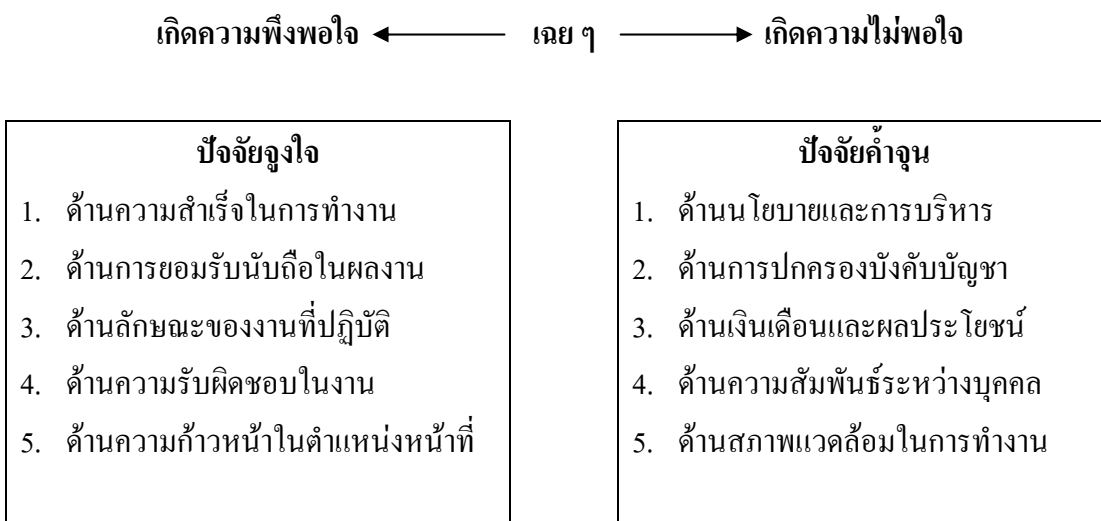 เกิดความพึงพอใจ เฉย ๆ เกิดความไม่พอใจ
ปัจจัยจูงใจ
1. ด้านความสำเร็จในการทำงาน
2. ด้านการยอมรับนับถือในผลงาน
3. ด้านลักษณะของงานที่ปฏิบัติ
4. ด้านความรับผิดชอบในงาน
5. ด้านความก้าวหน้าในตำแหน่งหน้าที่
ปัจจัยค้ำจุน
1. ด้านนโยบายและการบริหาร
2. ด้านการปกครองบังคับบัญชา
3. ด้านเงินเดือนและผลประโยชน์
4. ด้านความสัมพันธ์ระหว่างบุคคล
5. ด้านสภาพแวดล้อมในการทำงาน